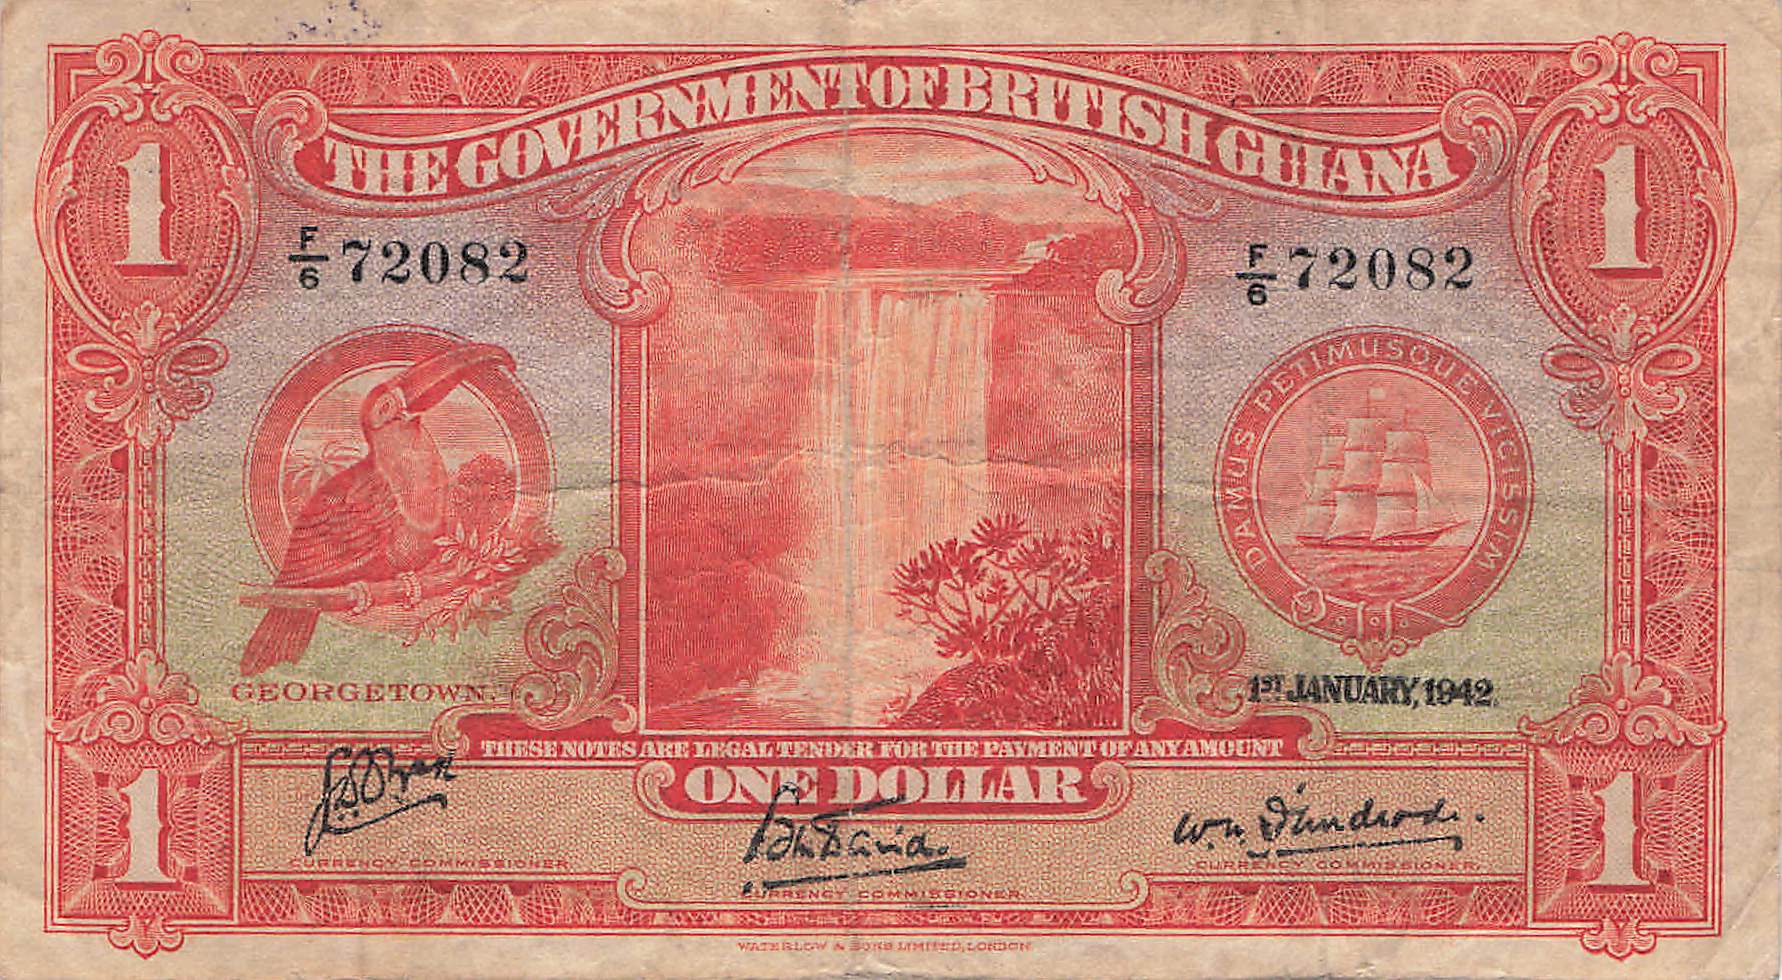 THE GOVERNMENT OF BRITISH GUIANA
1
1
F/6 72082
F/6 72082
DAMUS PETIMUSQUE VICISSIM
GEORGETOWN.
1ST JANUARY, 1942.
THESE NOTES ARE LEGAL TENDER FOR THE PAYMENT OF ANY AMOUNT
ONE DOLLAR
1
1
CURRENCY COMMISSIONER.
CURRENCY COMMISSIONER.
CURRENCY COMMISSIONER.
WATERLOW & SONS LIMITED, LONDON